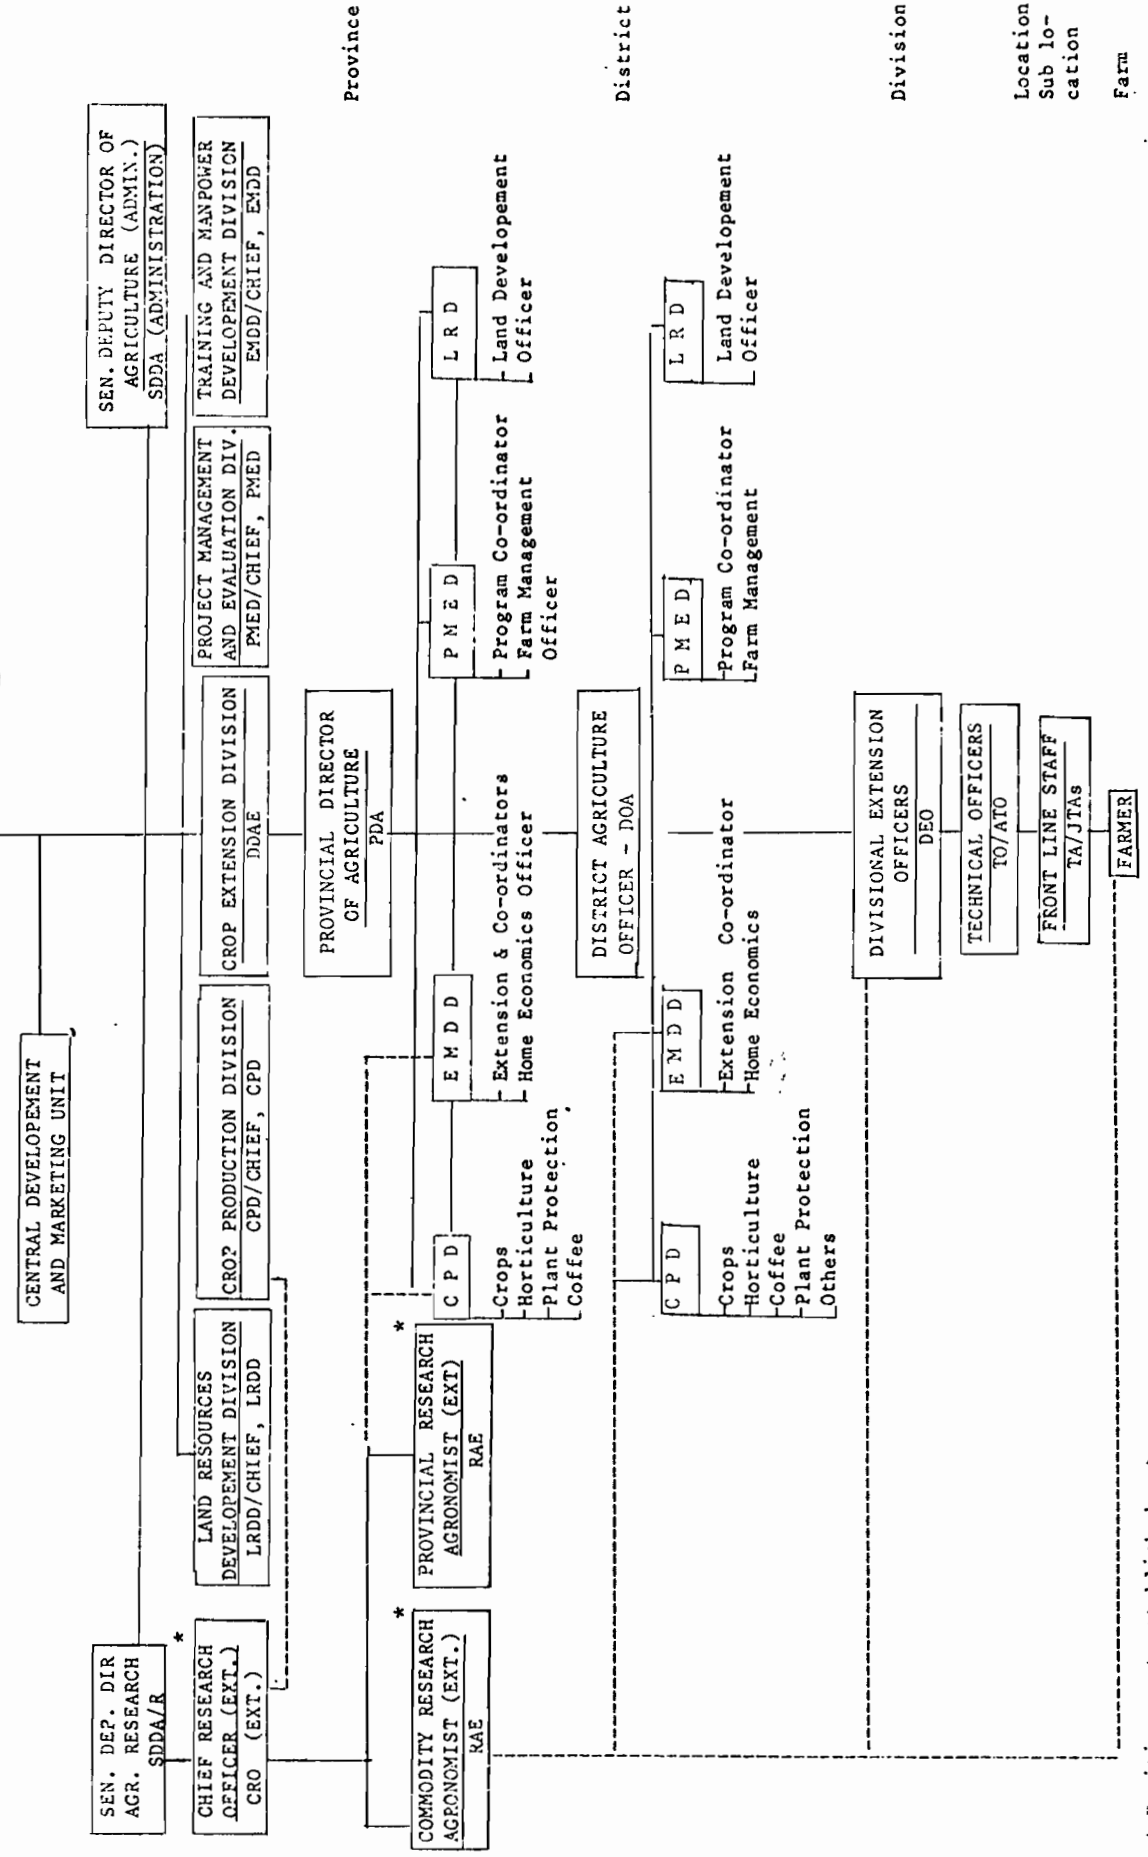 CENTRAL DEVELOPEMENT
AND MARKETING UNIT
SEN. DEP. DIR
AGR. RESEARCH
SDDA/R
SEN. DEPUTY DIRECTOR OF
AGRICULTURE (ADMIN.)
SDDA (ADMINISTRATION)
*
CHIEF RESEARCH
OFFICER (EXT.)
CRO (EXT.)
LAND RESOURCES
DEVELOPEMENT DIVISION
LRDD/CHIEF, LRDD
CROP PRODUCTION DIVISION
CPD/CHIEF, CPD
CROP EXTENSION DIVISION
DDAE
PROJECT MANAGEMENT
AND EVALUATION DIV.
PMED/CHIEF, PMED
TRAINING AND MANPOWER
DEVELOPEMENT DIVISION
EMDD/CHIEF, EMDD
PROVINCIAL DIRECTOR
OF AGRICULTURE
PDA
Province
*
COMMODITY RESEARCH
AGRONOMIST (EXT.)
RAE
*
PROVINCIAL RESEARCH
AGRONOMIST (EXT)
RAE
C P D
Crops
Horticulture
Plant Protection
Coffee
E M D D
Extension & Co-ordinators
Home Economics Officer
P M E D
Program Co-ordinator
Farm Management
Officer
L R D
Land Developement
Officer
DISTRICT AGRICULTURE
OFFICER - DOA
District
C P D
Crops
Horticulture
Coffee
Plant Protection
Others
E M D D
Extension Co-ordinator
Home Economics
P M E D
Program Co-ordinator
Farm Management
L R D
Land Developement
Officer
DIVISIONAL EXTENSION
OFFICERS
DEO
Division
TECHNICAL OFFICERS
TO/ATO
Location
Sub lo-
cation
FRONT LINE STAFF
TA/JTAs
FARMER
Farm